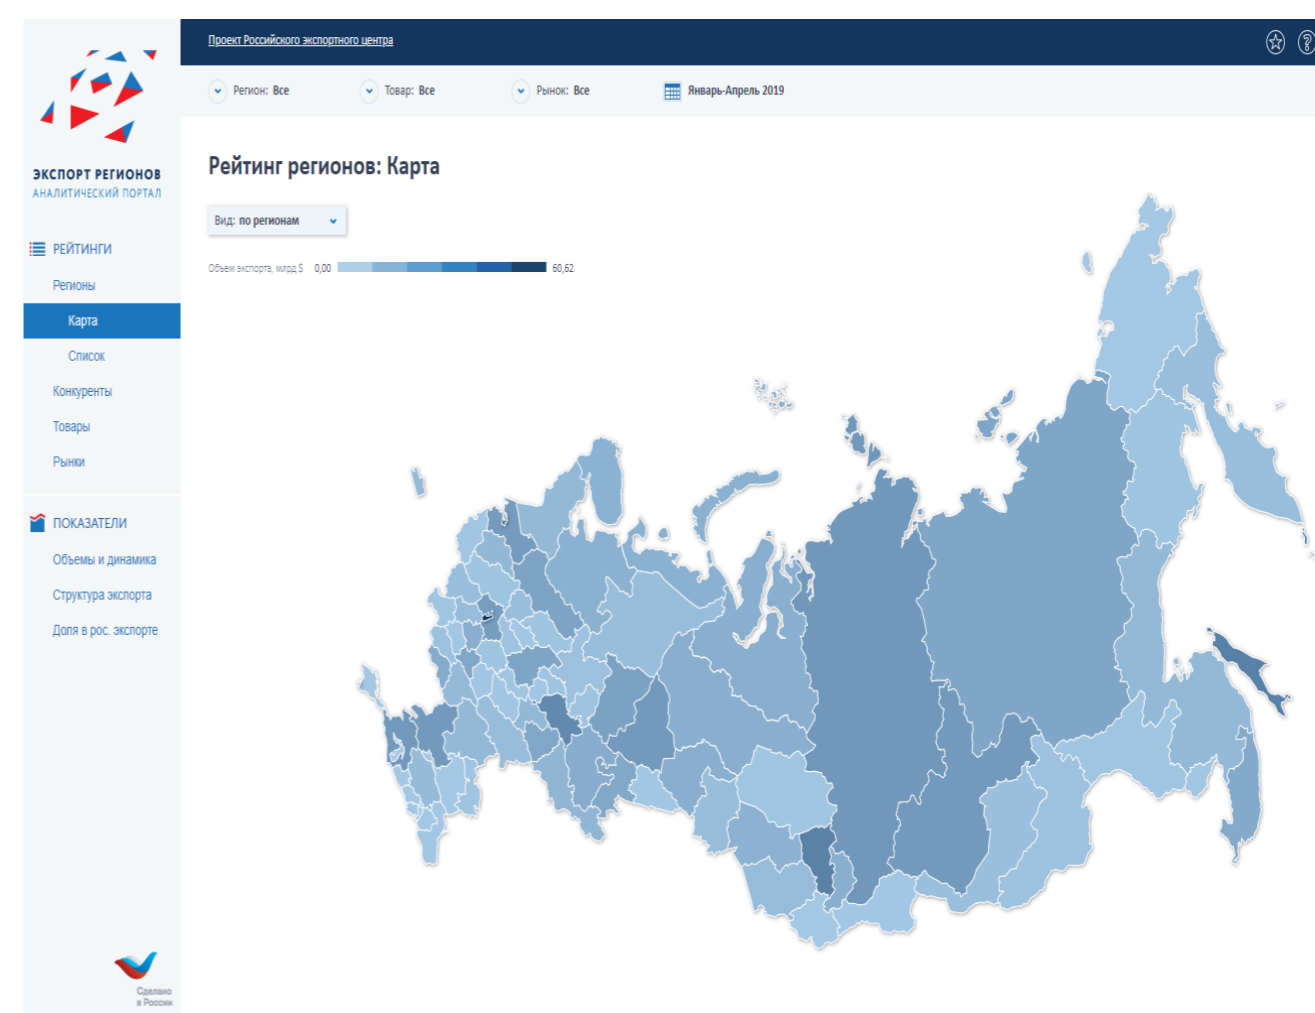 Проект Российского экспортного центра
Регион: Все
Товар: Все
Рынок: Все
Январь-Апрель 2019
ЭКСПОРТ РЕГИОНОВ
АНАЛИТИЧЕСКИЙ ПОРТАЛ
РЕЙТИНГИ
Регионы
Карта
Список
Конкуренты
Товары
Рынки
ПОКАЗАТЕЛИ
Объемы и динамика
Структура экспорта
Доля в рос. экспорте
Сделано
в России
Рейтинг регионов: Карта
Вид: по регионам
Объем экспорта, млрд $ 0,00 60,62